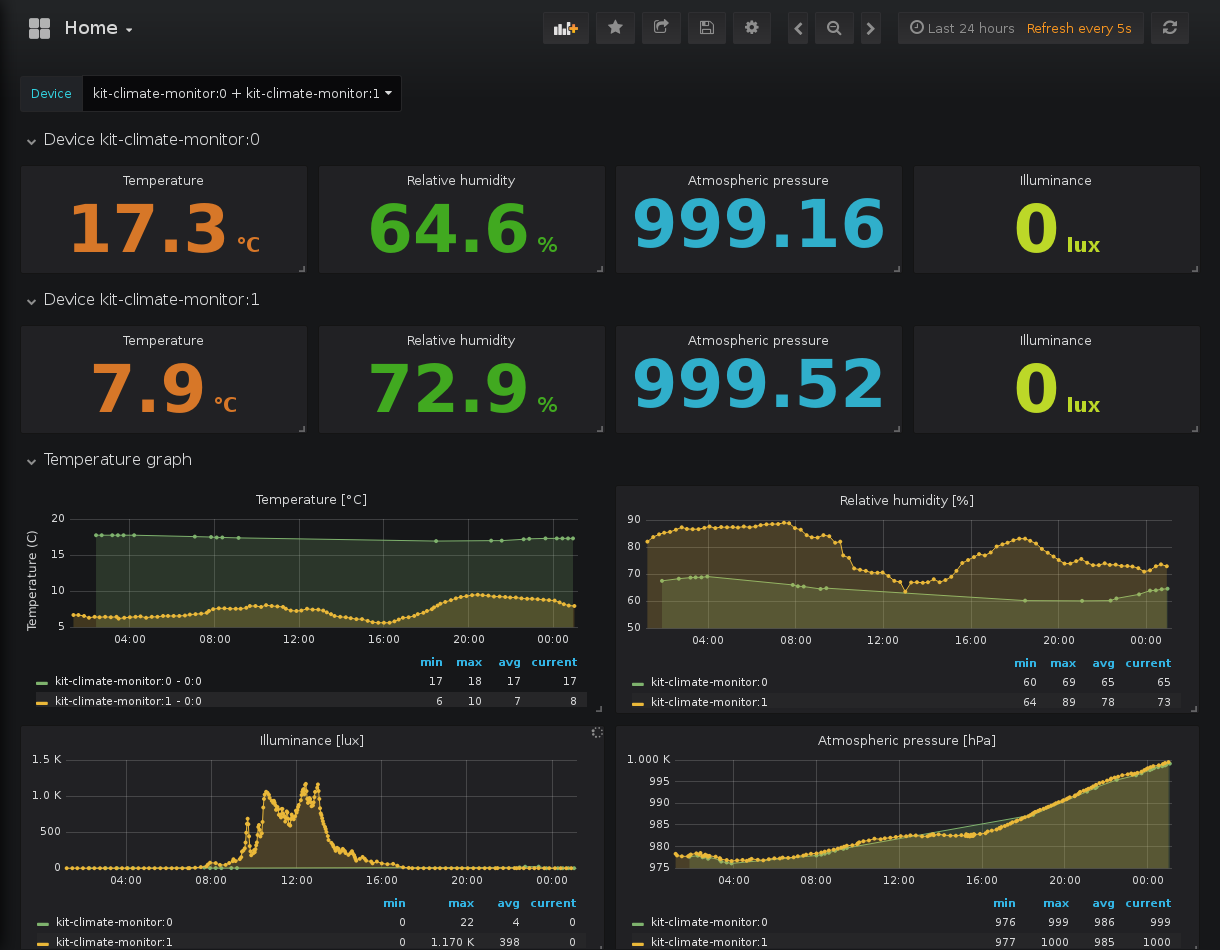 Home
Last 24 hours Refresh every 5s
Device kit-climate-monitor:0 + kit-climate-monitor:1
Device kit-climate-monitor:0
Temperature Relative humidity Atmospheric pressure Illuminance
17.3 °C 64.6 % 999.16 0 lux
Device kit-climate-monitor:1
Temperature Relative humidity Atmospheric pressure Illuminance
7.9 °C 72.9 % 999.52 0 lux
Temperature graph
Temperature [°C]
Temperature (C)
20
15
10
5
04:00 08:00 12:00 16:00 20:00 00:00
min max avg current
kit-climate-monitor:0 - 0:0 17 18 17 17
kit-climate-monitor:1 - 0:0 6 10 7 8
Relative humidity [%]
90
80
70
60
50
04:00 08:00 12:00 16:00 20:00 00:00
min max avg current
kit-climate-monitor:0 60 69 65 65
kit-climate-monitor:1 64 89 78 73
Illuminance [lux]
1.5 K
1.0 K
500
0
04:00 08:00 12:00 16:00 20:00 00:00
min max avg current
kit-climate-monitor:0 0 22 4 0
kit-climate-monitor:1 0 1.170 K 398 0
Atmospheric pressure [hPa]
1.000 K
995
990
985
980
975
04:00 08:00 12:00 16:00 20:00 00:00
min max avg current
kit-climate-monitor:0 976 999 986 999
kit-climate-monitor:1 977 1000 985 1000